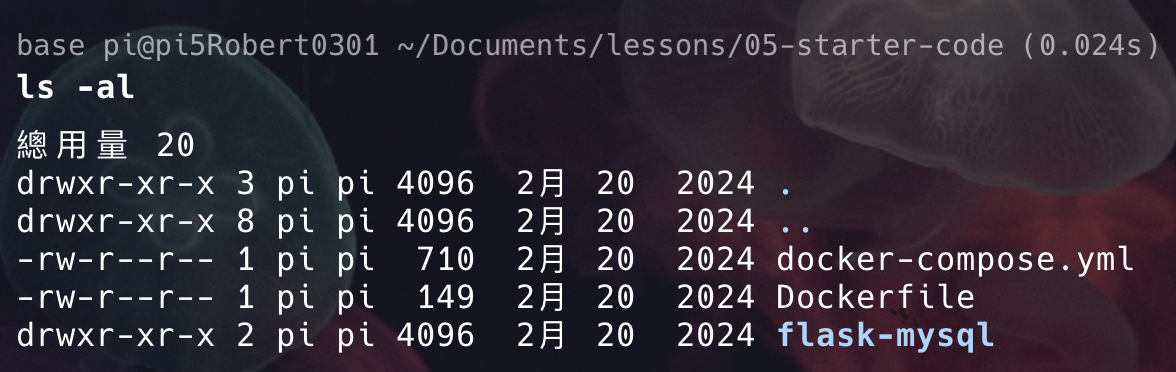 base pi@pi5Robert0301 ~/Documents/lessons/05-starter-code (0.024s)
ls -al
總用量 20
drwxr-xr-x 3 pi pi 4096  2月 20  2024 .
drwxr-xr-x 8 pi pi 4096  2月 20  2024 ..
-rw-r--r-- 1 pi pi  710  2月 20  2024 docker-compose.yml
-rw-r--r-- 1 pi pi  149  2月 20  2024 Dockerfile
drwxr-xr-x 2 pi pi 4096  2月 20  2024 flask-mysql